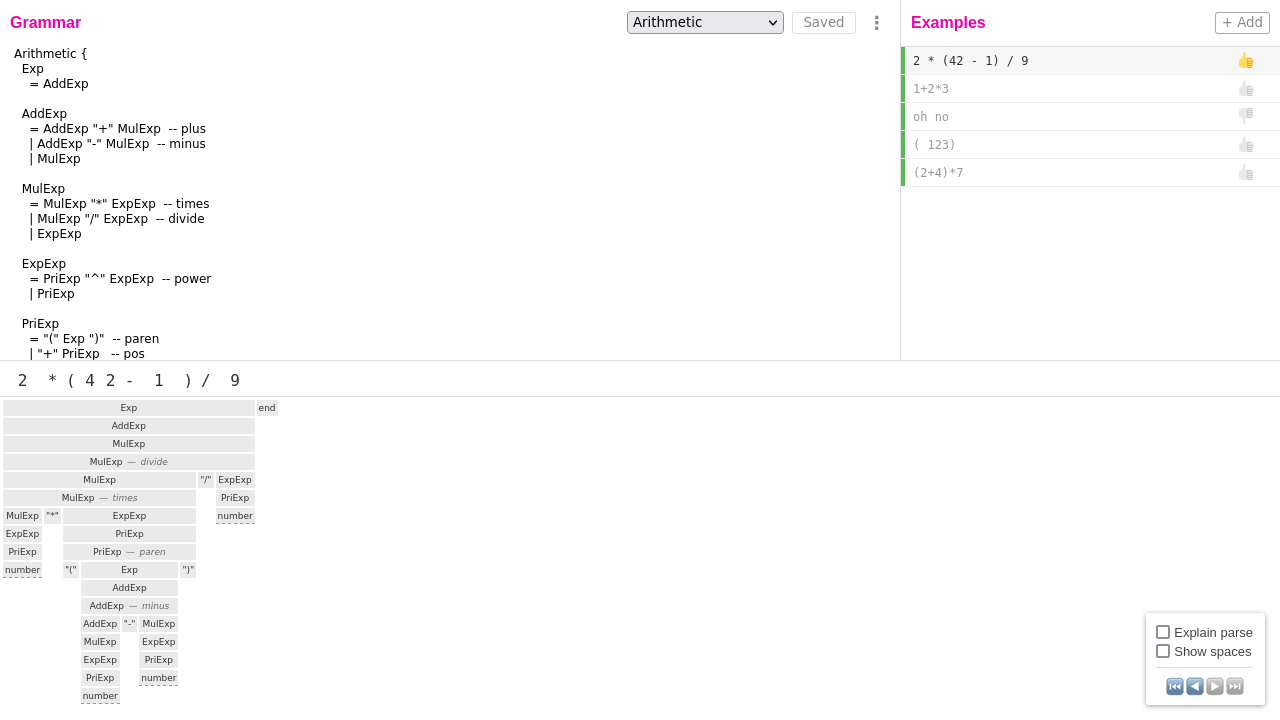 Grammar
Arithmetic
Saved
Examples
+ Add
Arithmetic {
Exp
= AddExp
AddExp
= AddExp "+" MulExp -- plus
| AddExp "-" MulExp -- minus
| MulExp
MulExp
= MulExp "*" ExpExp -- times
| MulExp "/" ExpExp -- divide
| ExpExp
ExpExp
= PriExp "^" ExpExp -- power
| PriExp
PriExp
= "(" Exp ")" -- paren
| "+" PriExp -- pos
2 * (42 - 1) / 9
1+2*3
oh no
( 123)
(2+4)*7
2 * ( 4 2 - 1 ) / 9
Exp end
AddExp
MulExp
MulExp — divide
MulExp "/" ExpExp
MulExp — times PriExp
MulExp "*" ExpExp number
ExpExp PriExp
PriExp PriExp — paren
number "(" Exp ")"
AddExp
AddExp — minus
AddExp "-" MulExp
MulExp ExpExp
ExpExp PriExp
PriExp number
number
Explain parse
Show spaces